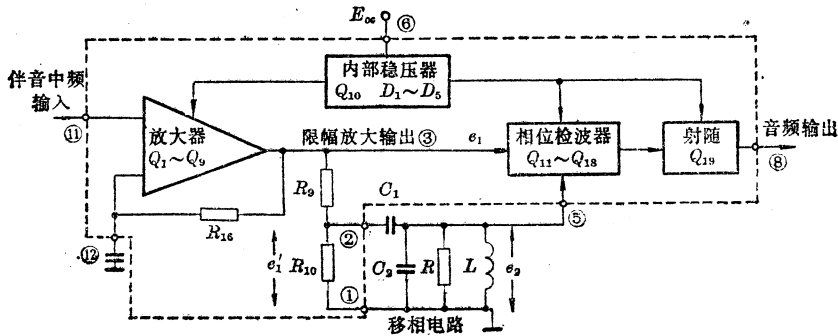 E∞ ⑥
伴音中频
输入
⑪
内部稳压器
Q₁₀ D₁～D₅
放大器
Q₁～Q₉
限幅放大输出③ e₁
相位检波器
Q₁₁～Q₁₈
射随
Q₁₉
音频输出
⑧
R₉
C₁
⑤
R₁₆
②
⑫
e₁′
R₁₀
C₂
R
L
e₂
①
移相电路